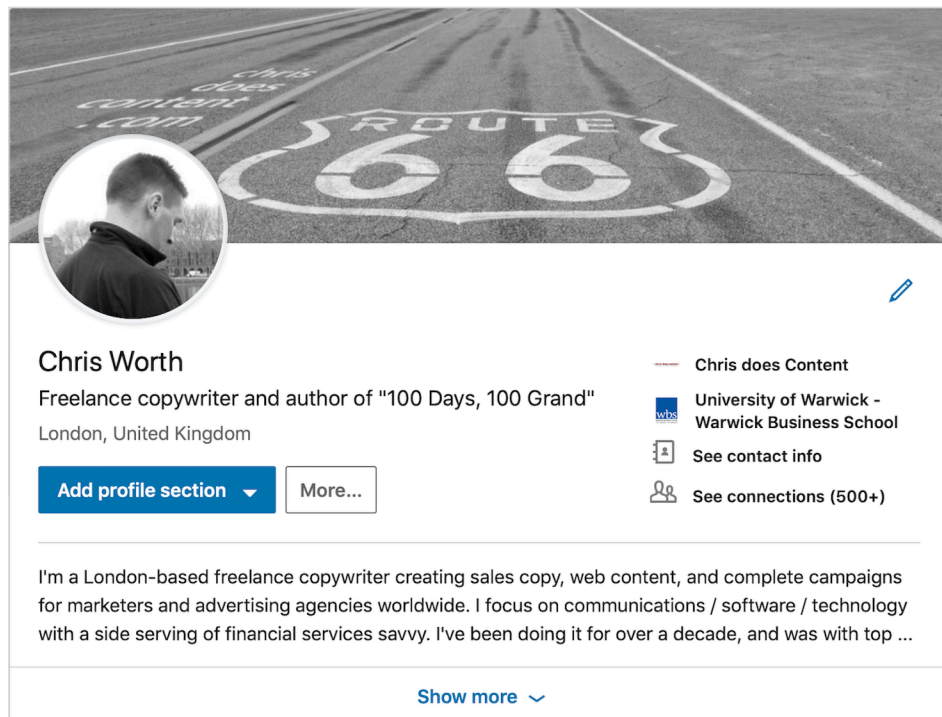 chris
does
content
.com
ROUTE
66
Chris Worth
Freelance copywriter and author of "100 Days, 100 Grand"
London, United Kingdom
Add profile section
More...
Chris does Content
wbs
University of Warwick -
Warwick Business School
See contact info
See connections (500+)
I'm a London-based freelance copywriter creating sales copy, web content, and complete campaigns
for marketers and advertising agencies worldwide. I focus on communications / software / technology
with a side serving of financial services savvy. I've been doing it for over a decade, and was with top ...
Show more